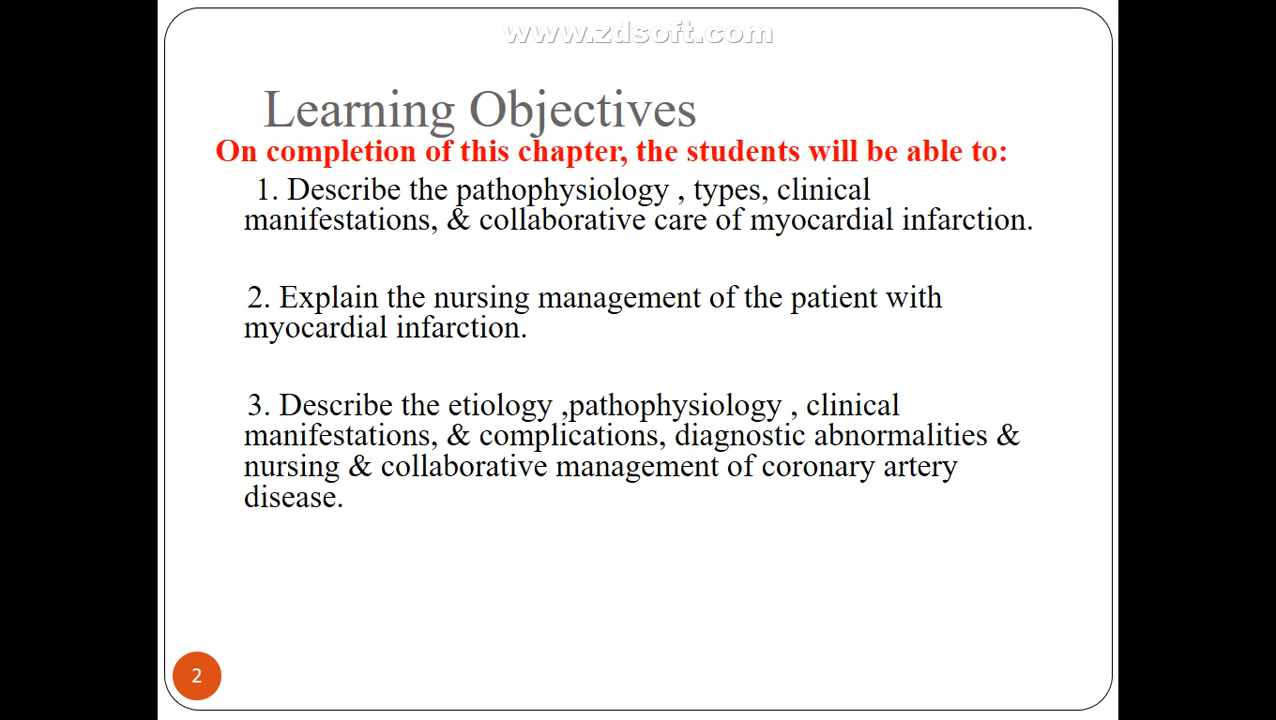 www.zdsoft.com
Learning Objectives
On completion of this chapter, the students will be able to:
1. Describe the pathophysiology , types, clinical
manifestations, & collaborative care of myocardial infarction.
2. Explain the nursing management of the patient with
myocardial infarction.
3. Describe the etiology ,pathophysiology , clinical
manifestations, & complications, diagnostic abnormalities &
nursing & collaborative management of coronary artery
disease.
2